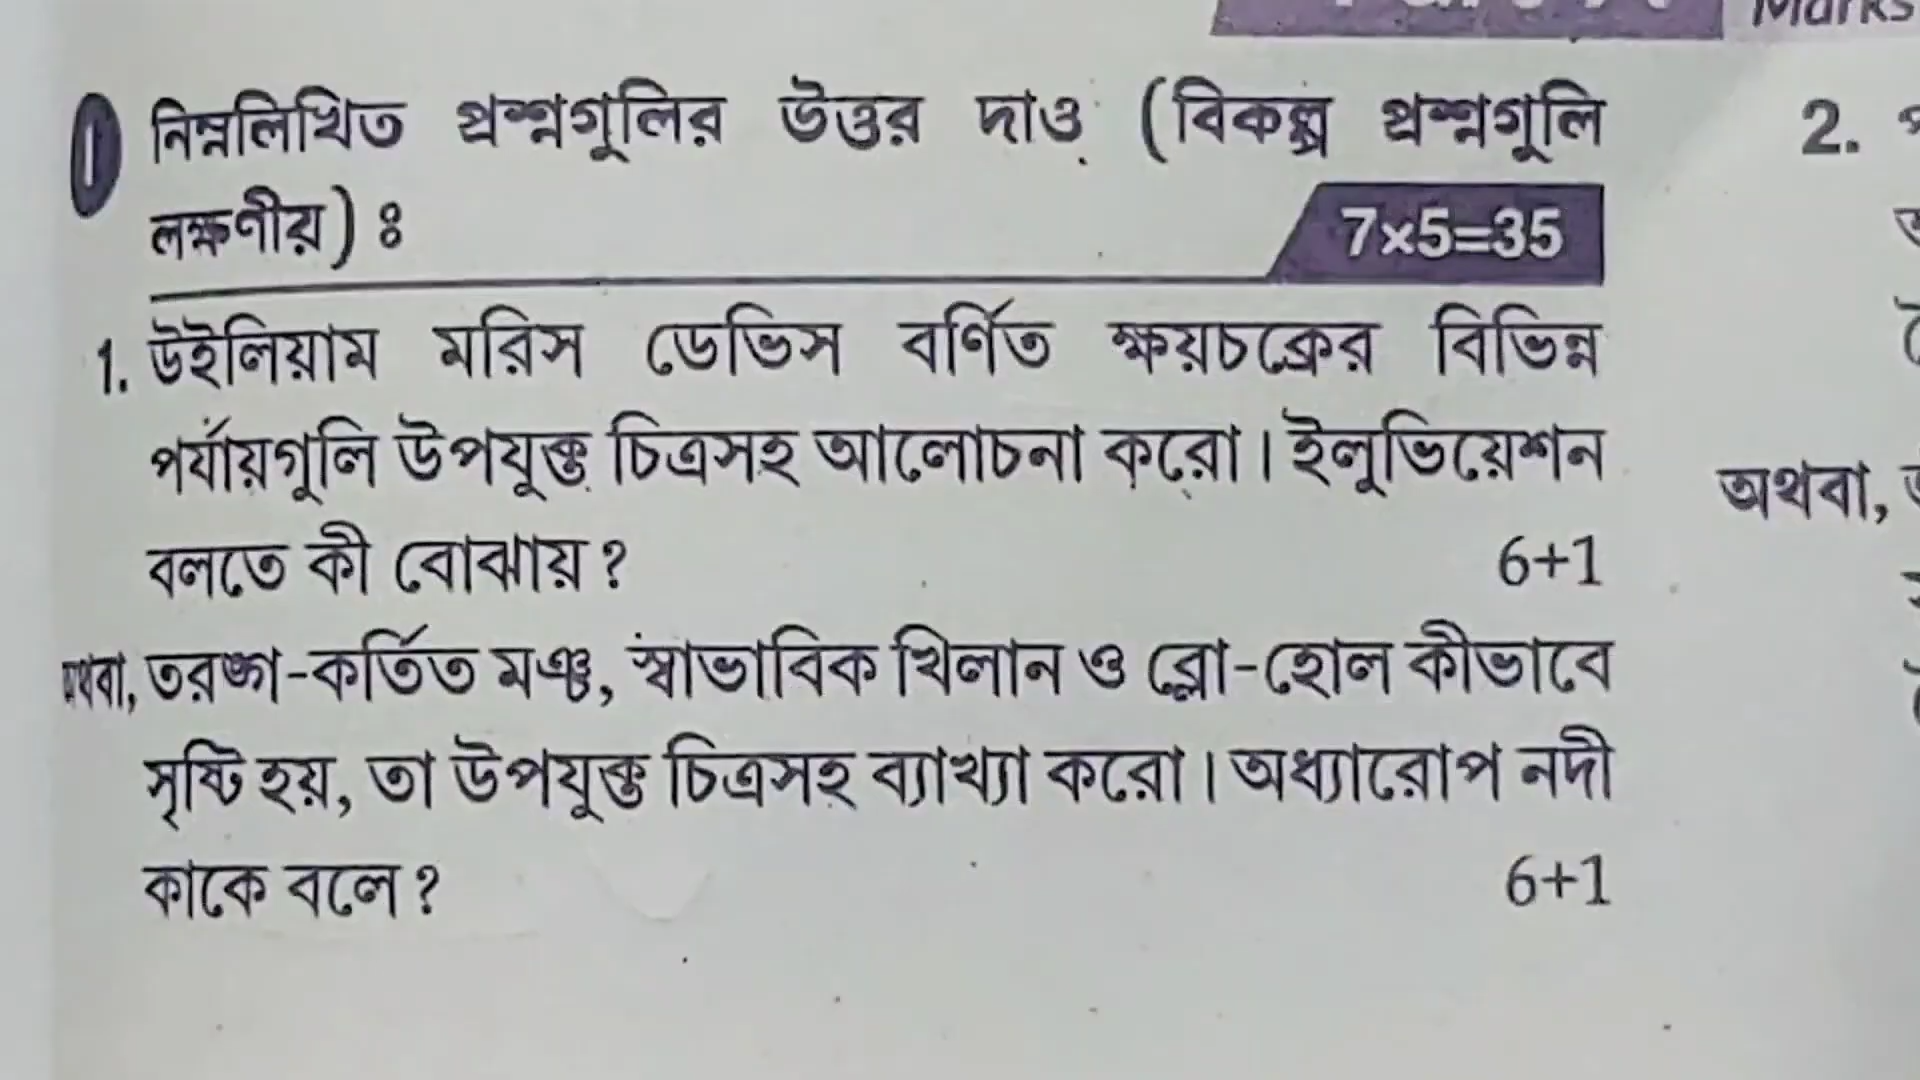 Marks
নিম্নলিখিত প্রশ্নগুলির উত্তর দাও (বিকল্প প্রশ্নগুলি
লক্ষণীয়) ঃ
7×5=35
1. উইলিয়াম মরিস ডেভিস বর্ণিত ক্ষয়চক্রের বিভিন্ন
পর্যায়গুলি উপযুক্ত চিত্রসহ আলোচনা করো। ইলুভিয়েশন
বলতে কী বোঝায়? 6+1
অথবা, তরঙ্গ-কর্তিত মঞ্চ, স্বাভাবিক খিলান ও ব্লো-হোল কীভাবে
সৃষ্টি হয়, তা উপযুক্ত চিত্রসহ ব্যাখ্যা করো। অধ্যারোপ নদী
কাকে বলে? 6+1
2.
অথবা,